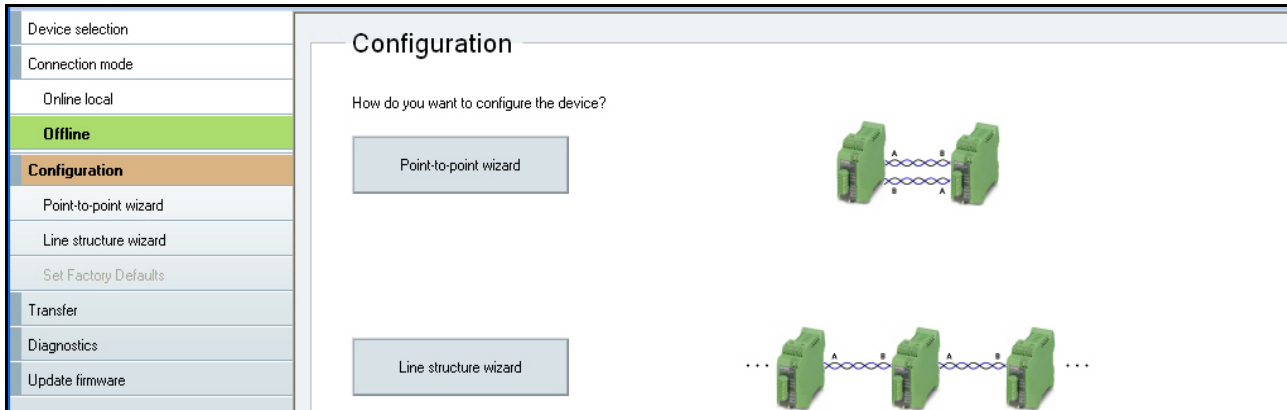 Device selection
Connection mode
Online local
Offline
Configuration
Point-to-point wizard
Line structure wizard
Set Factory Defaults
Transfer
Diagnostics
Update firmware
Configuration
How do you want to configure the device?
Point-to-point wizard
A B
B A
Line structure wizard
... A B A B ...